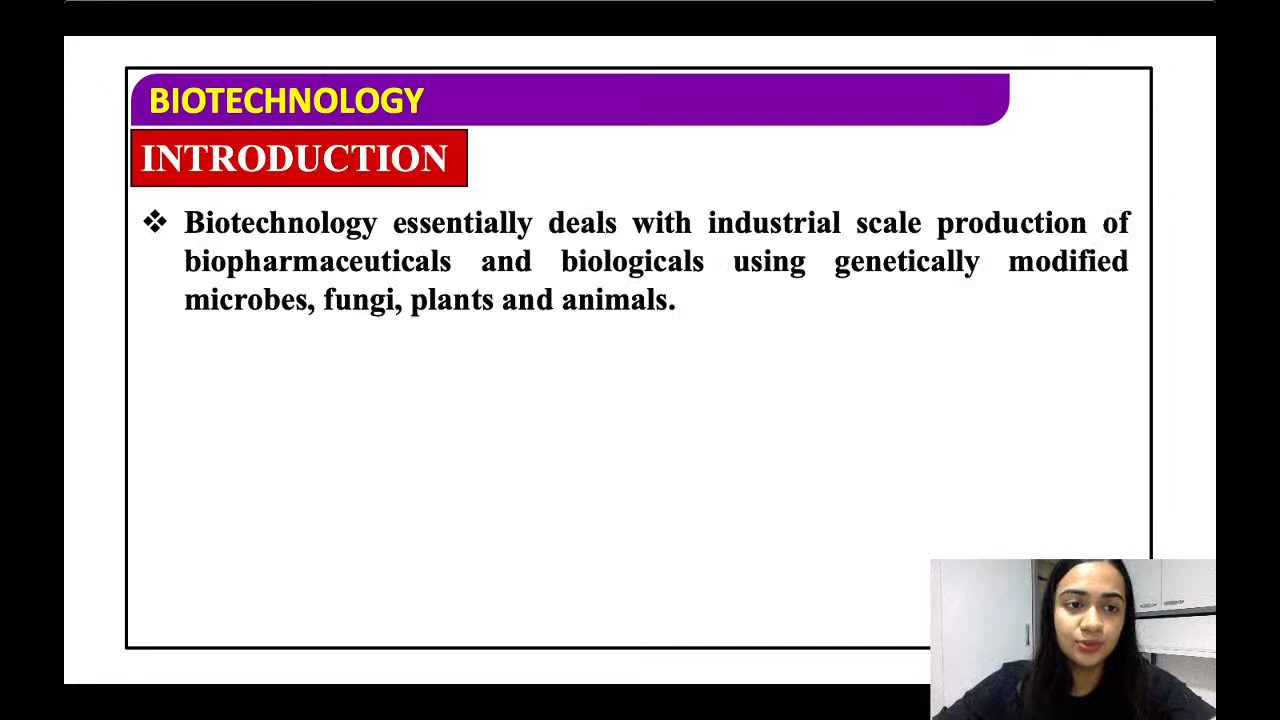 BIOTECHNOLOGY
INTRODUCTION
❖ Biotechnology essentially deals with industrial scale production of
biopharmaceuticals and biologicals using genetically modified
microbes, fungi, plants and animals.